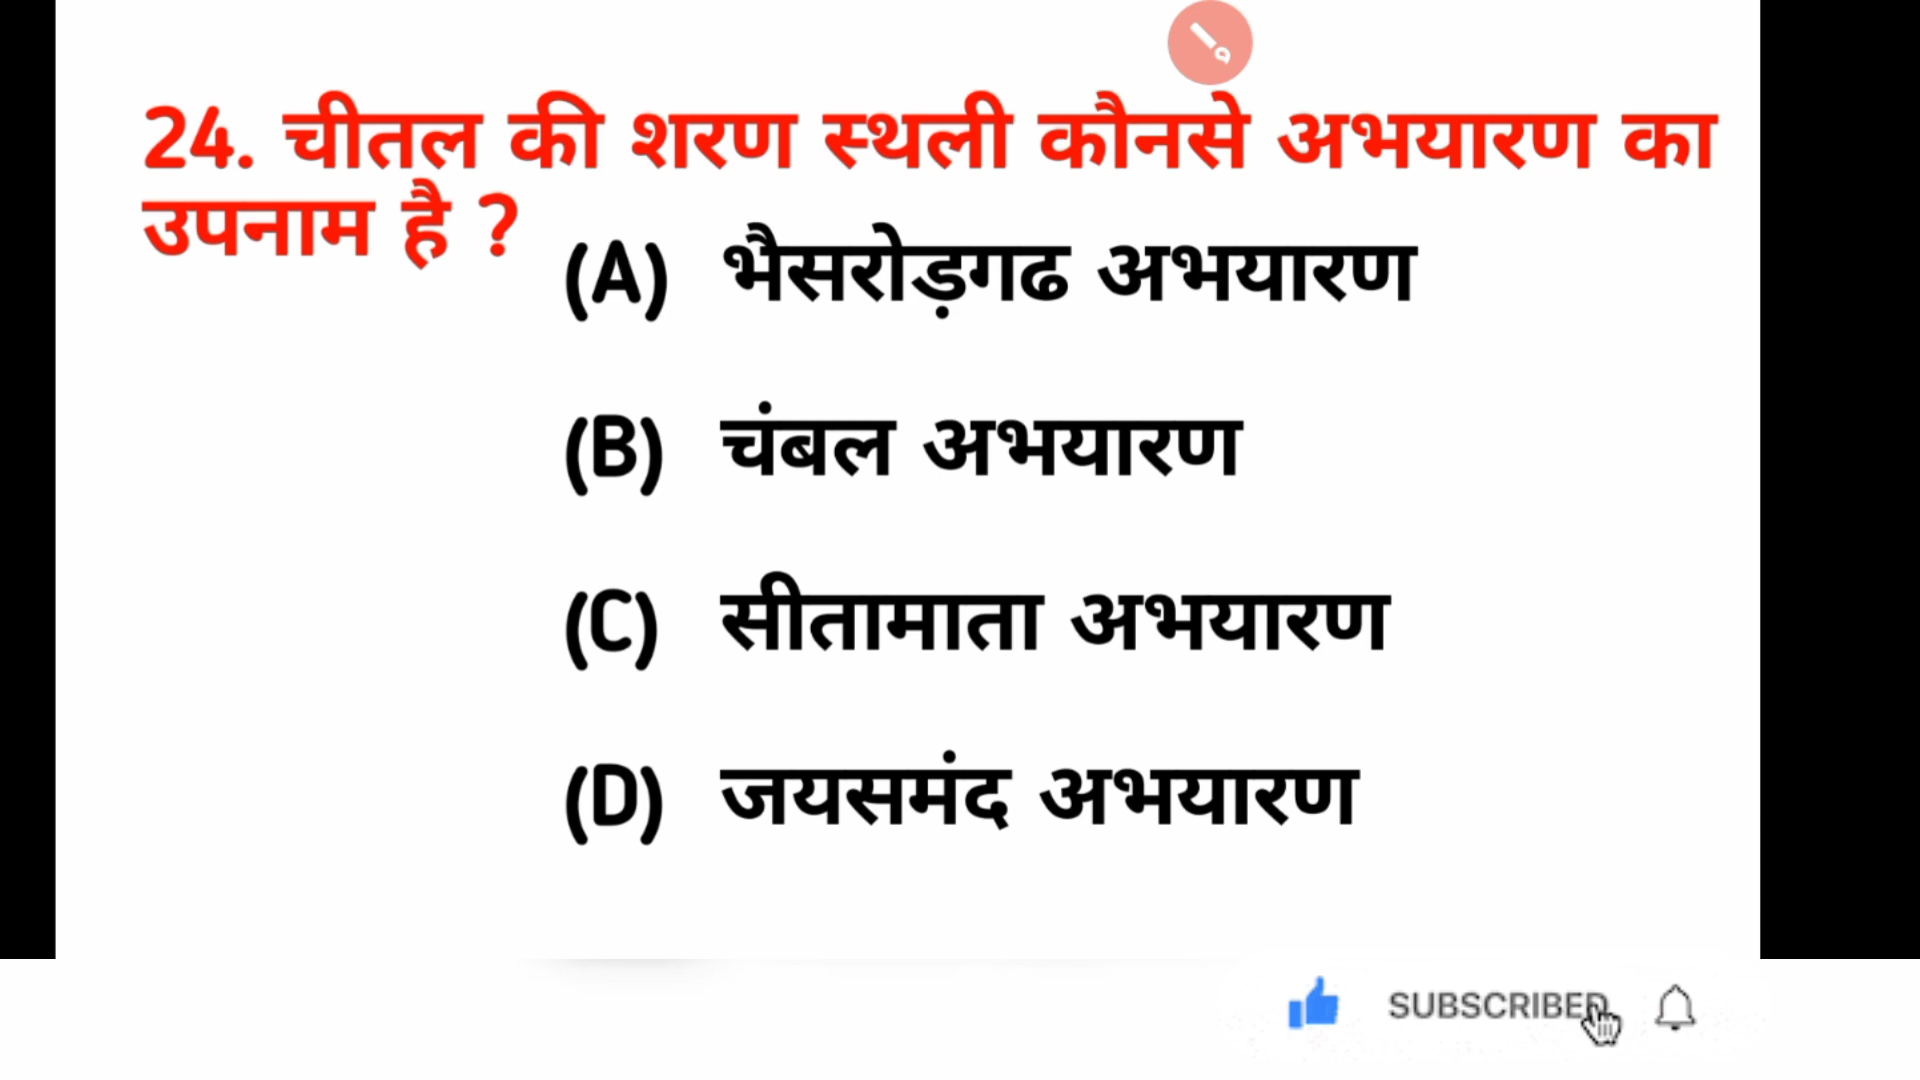 24. चीतल की शरण स्थली कौनसे अभयारण का
उपनाम है ?
(A) भैसरोड़गढ अभयारण
(B) चंबल अभयारण
(C) सीतामाता अभयारण
(D) जयसमंद अभयारण
SUBSCRIBED